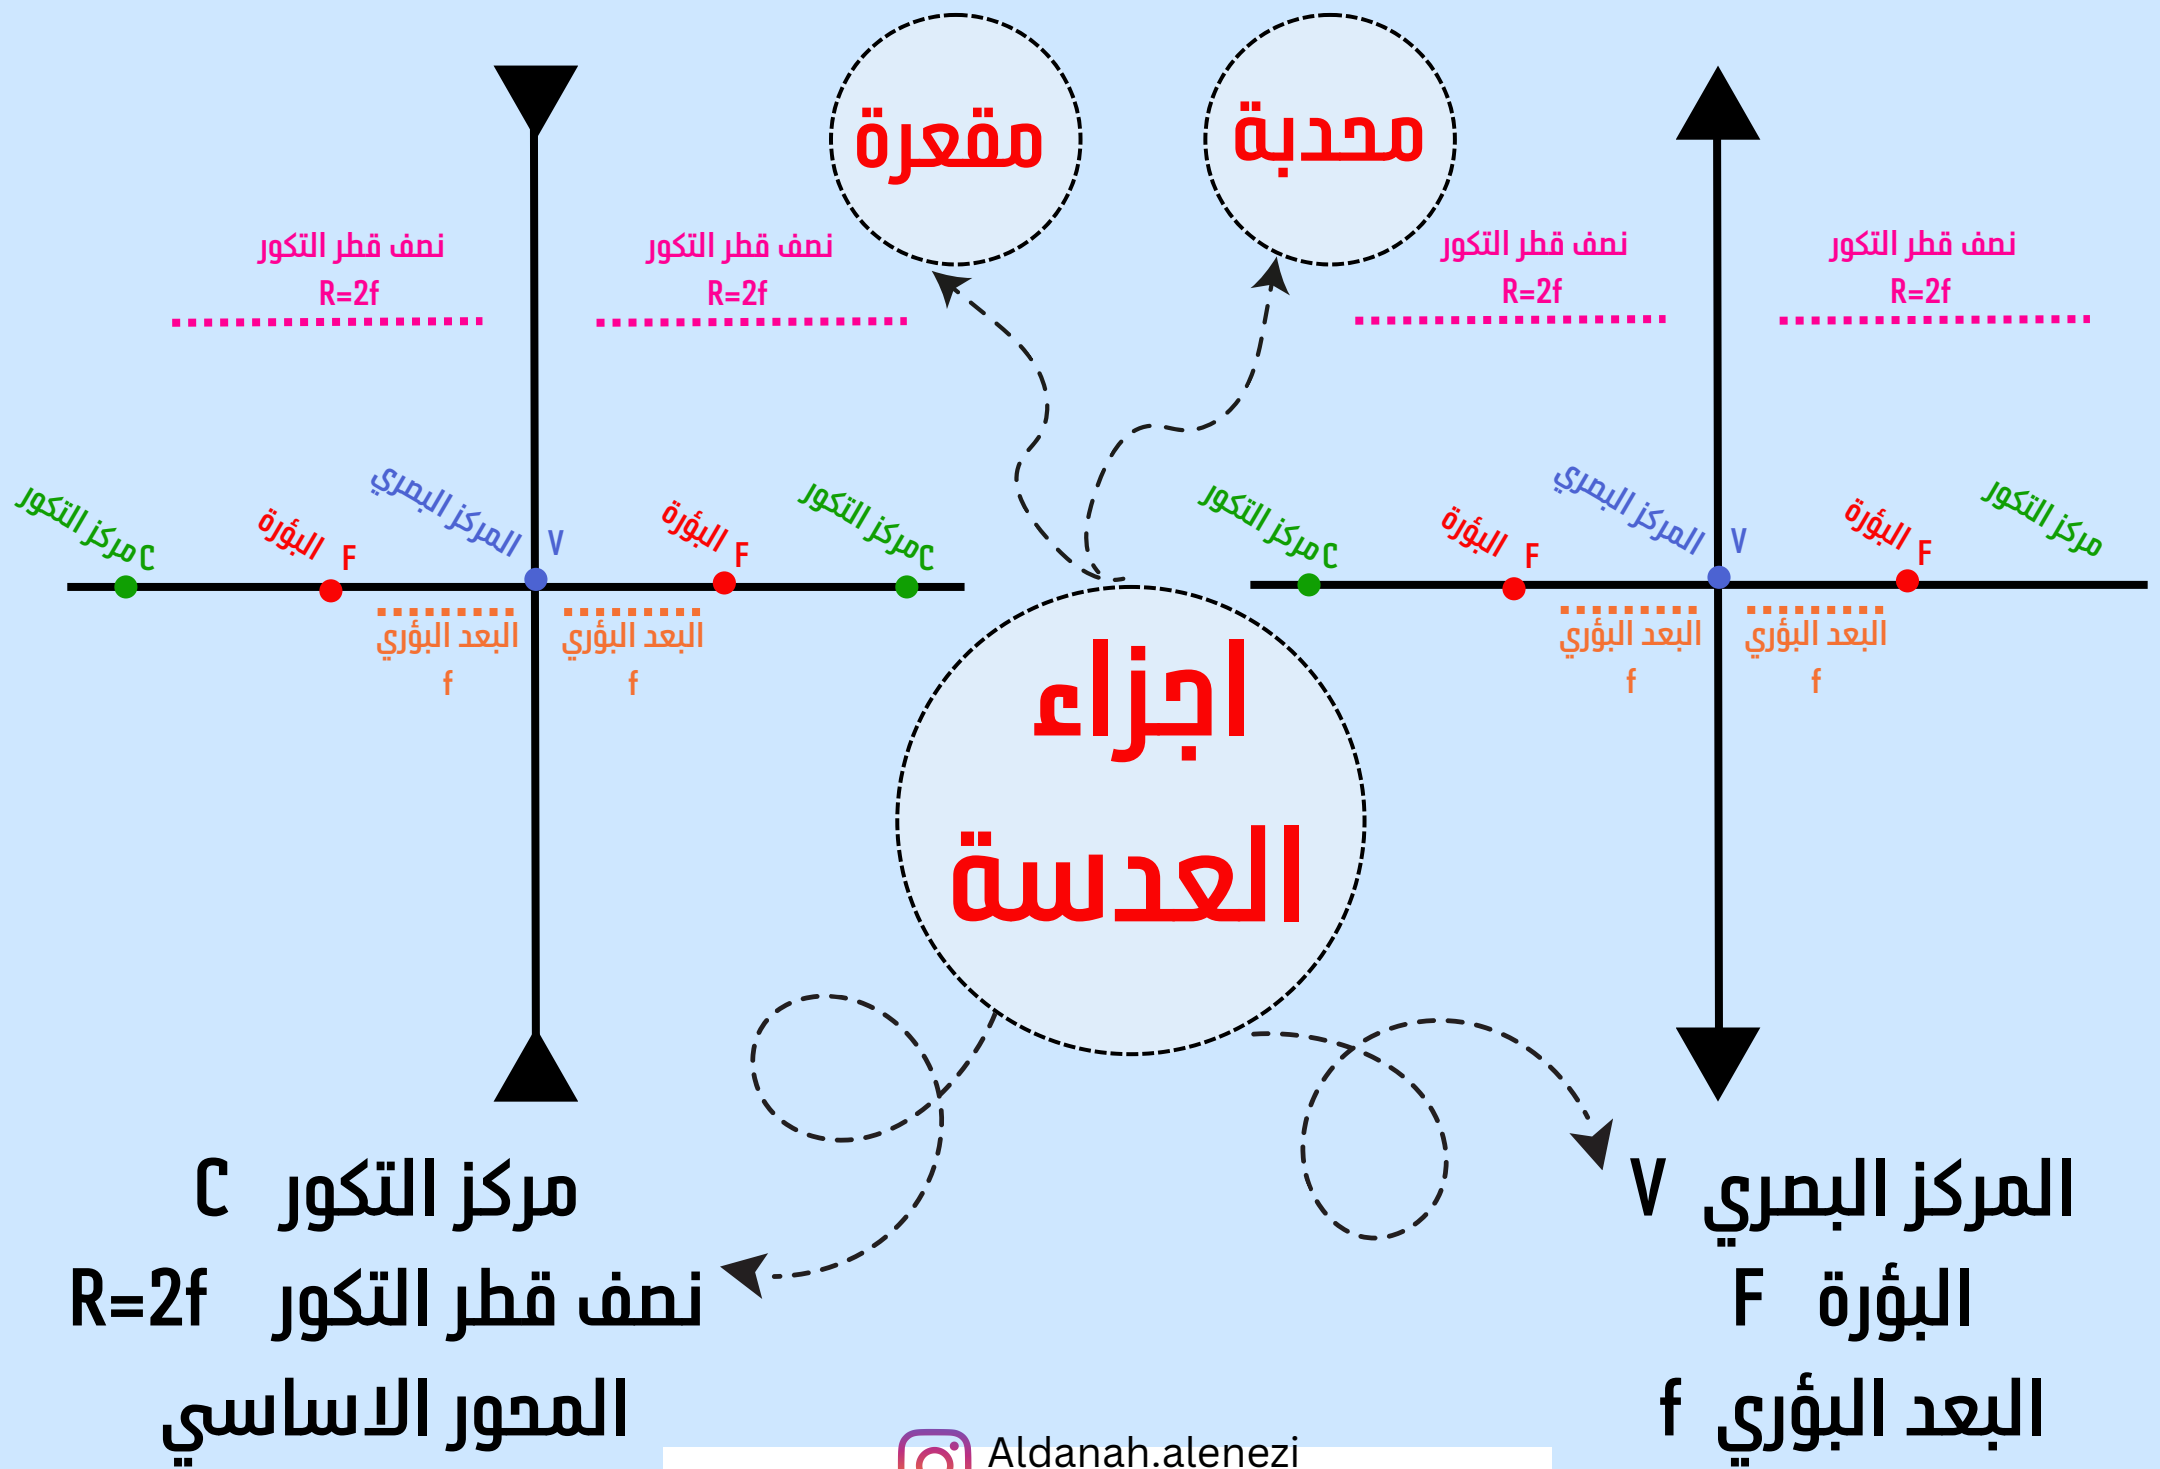 محدبة
مقعرة
نصف قطر التكور
R=2f
نصف قطر التكور
R=2f
نصف قطر التكور
R=2f
نصف قطر التكور
R=2f
مركز التكور
البؤرة F
المركز البصري V
البؤرة F
مركز التكور C
مركز التكور C
البؤرة F
المركز البصري V
البؤرة F
مركز التكور C
البعد البؤري
f
البعد البؤري
f
البعد البؤري
f
البعد البؤري
f
اجزاء
العدسة
المركز البصري V
البؤرة F
البعد البؤري f
مركز التكور C
نصف قطر التكور R=2f
المحور الاساسي
Aldanah.alenezi